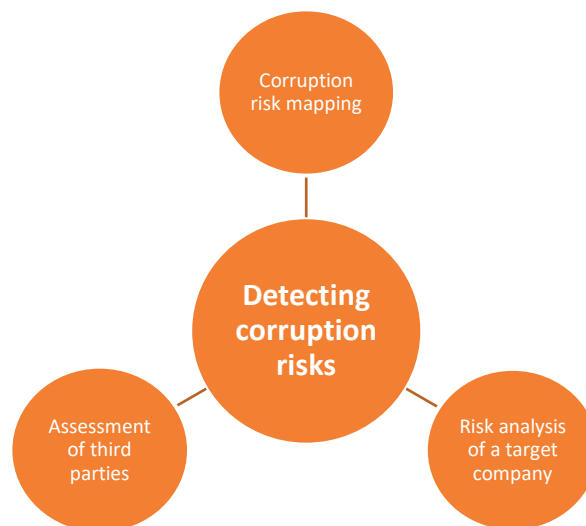 Corruption
risk mapping
Detecting
corruption
risks
Assessment
of third
parties
Risk analysis
of a target
company